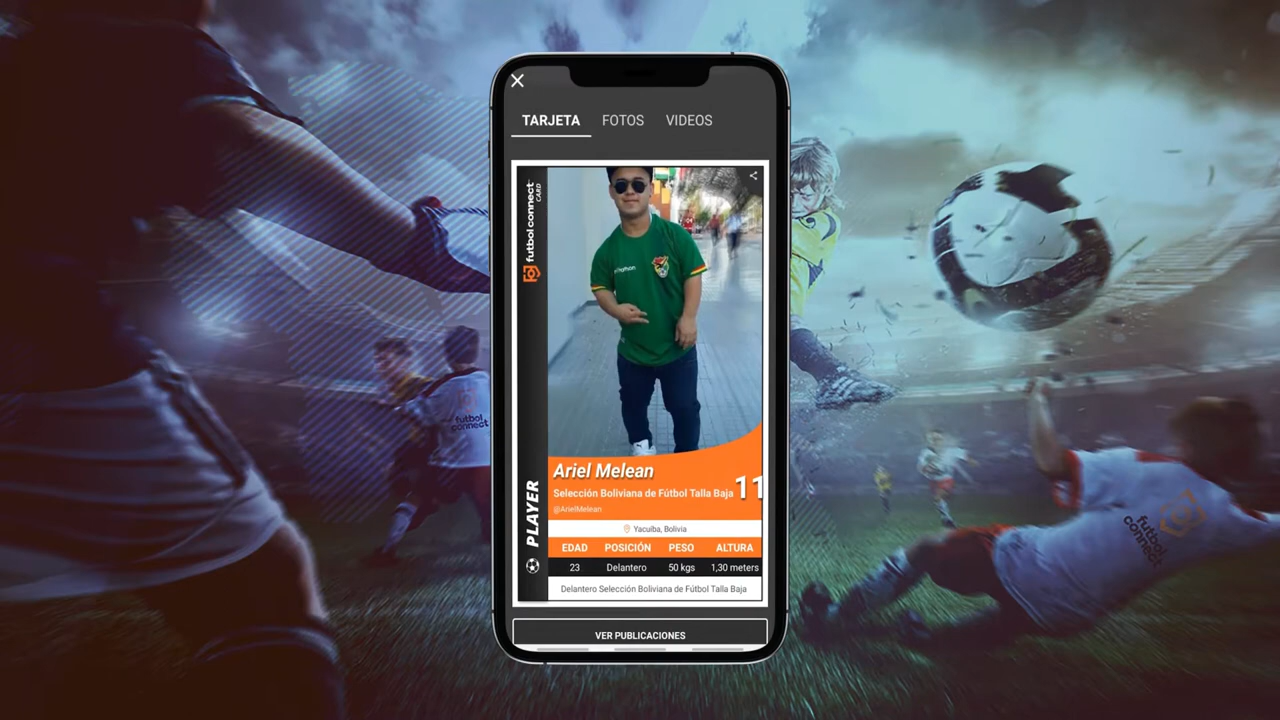 TARJETA FOTOS VIDEOS
futbol connect
CARD
PLAYER
Ariel Melean
Selección Boliviana de Fútbol Talla Baja
11
@ArielMelean
Yacuiba, Bolivia
EDAD POSICIÓN PESO ALTURA
23 Delantero 50 kgs 1,30 meters
Delantero Selección Boliviana de Fútbol Talla Baja
VER PUBLICACIONES
futbol
connect
futbol
connect